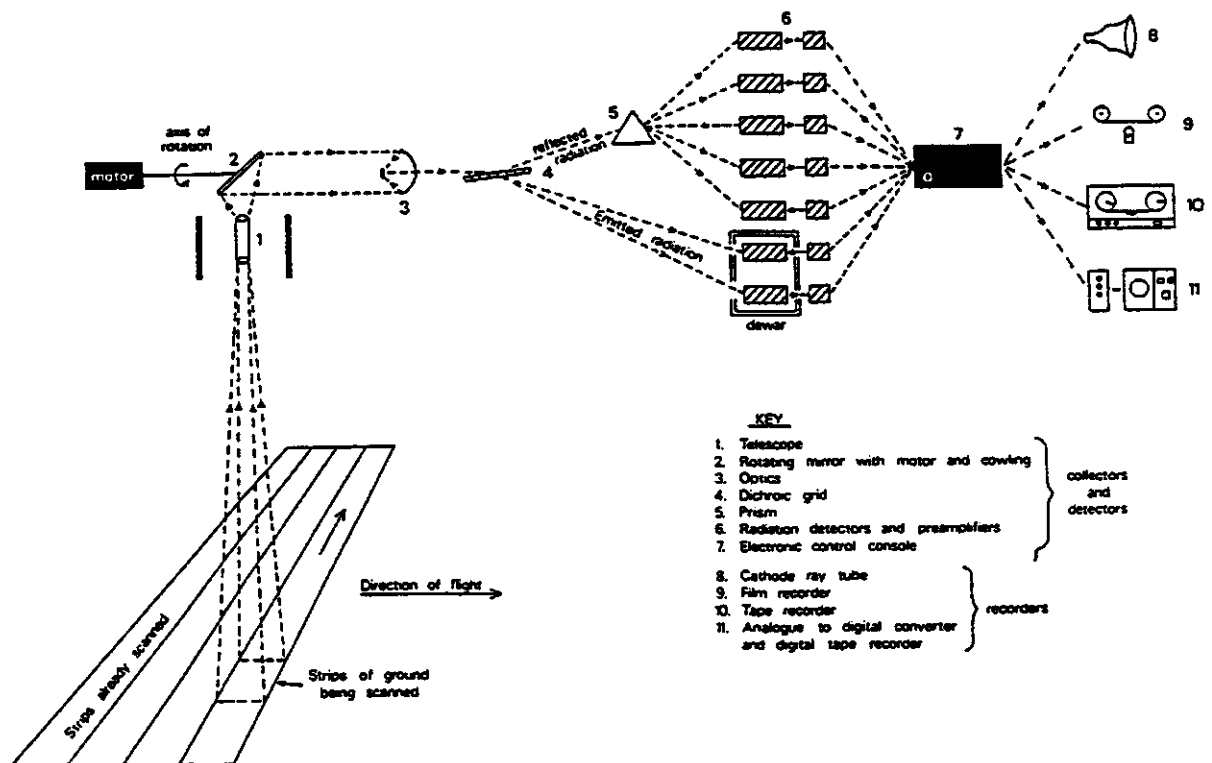 6
8
axis of
rotation
2
motor
3
reflected
radiation
5
4
7
9
1
Emitted radiation
10
dewar
11
KEY
1. Telescope
2. Rotating mirror with motor and cowling
3. Optics
4. Dichroic grid
5. Prism
6. Radiation detectors and preamplifiers
7. Electronic control console
collectors
and
detectors
8. Cathode ray tube
9. Film recorder
10. Tape recorder
11. Analogue to digital converter
and digital tape recorder
recorders
Direction of flight
Strips already scanned
Strips of ground
being scanned